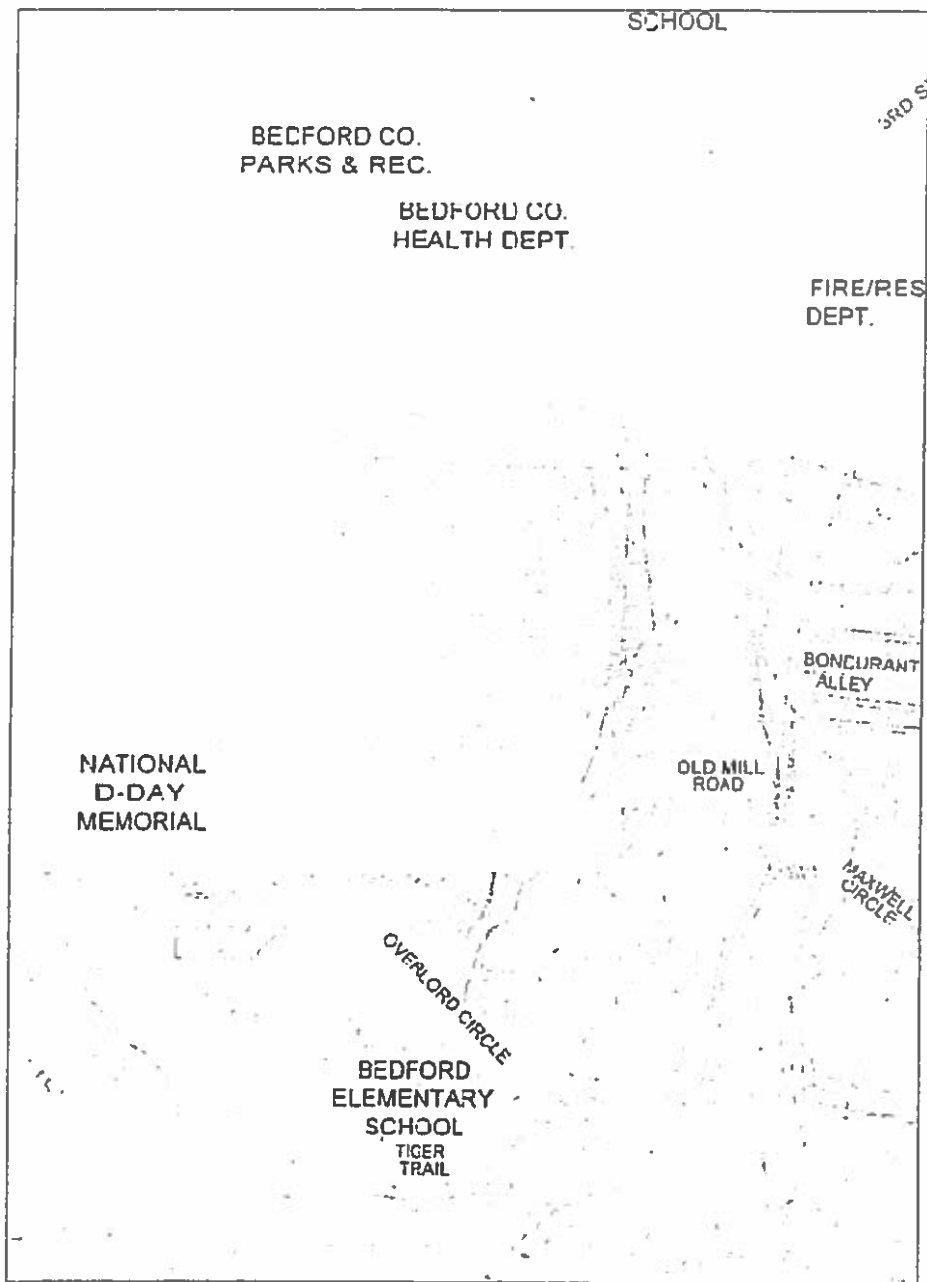 SCHOOL
3RD
BEDFORD CO.
PARKS & REC.
BEDFORD CO.
HEALTH DEPT.
FIRE/RES
DEPT.
BONDURANT
ALLEY
OLD MILL
ROAD
NATIONAL
D-DAY
MEMORIAL
MAXWELL
CIRCLE
OVERLORD CIRCLE
BEDFORD
ELEMENTARY
SCHOOL
TIGER
TRAIL